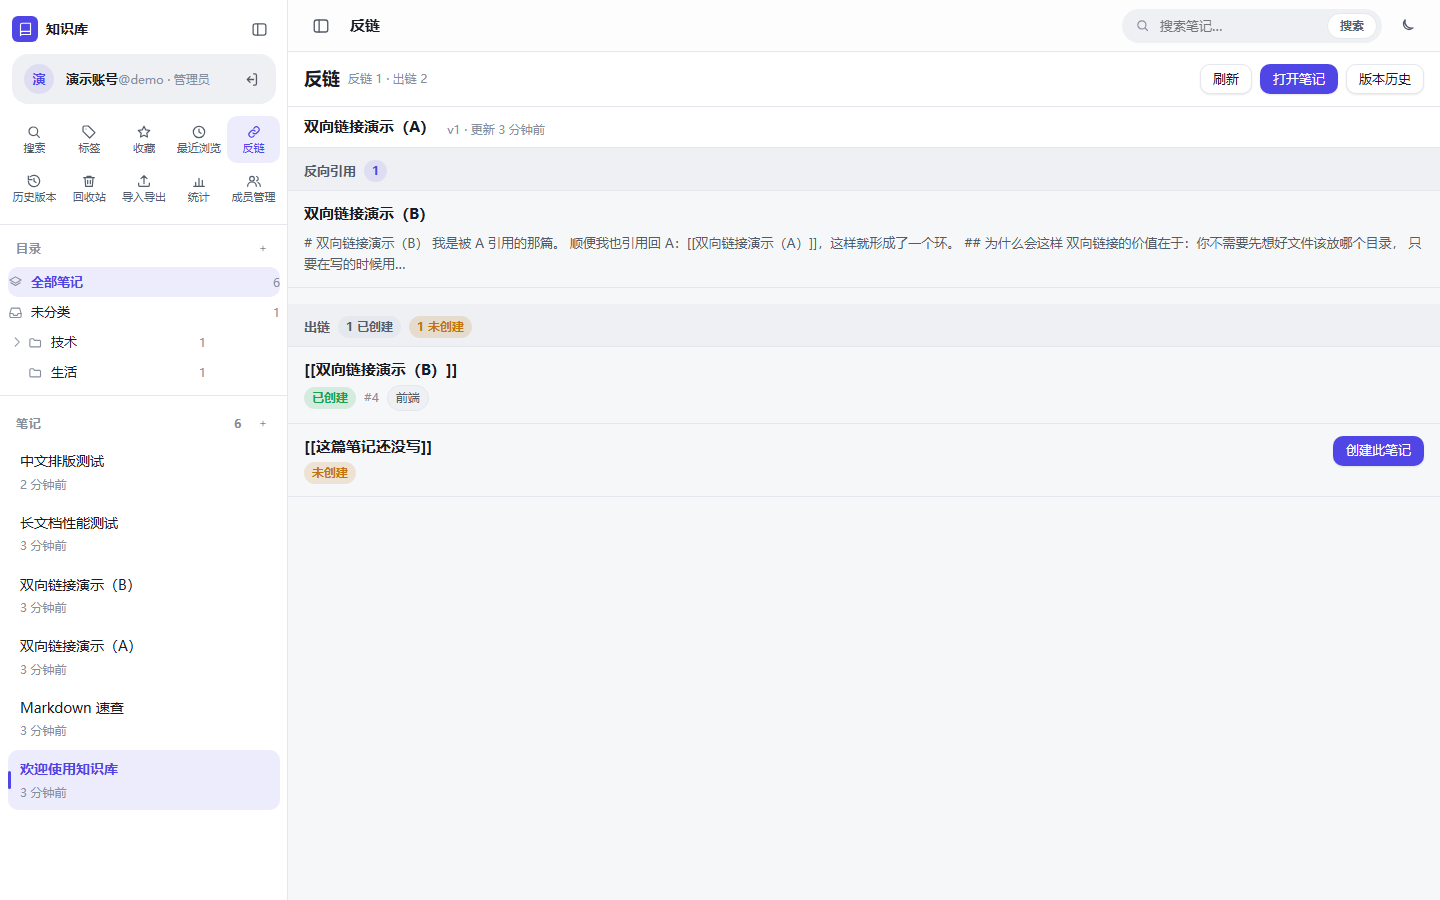 知识库
演 演示账号@demo · 管理员
搜索 标签 收藏 最近浏览 反链
历史版本 回收站 导入导出 统计 成员管理
目录 +
全部笔记 6
未分类 1
技术 1
生活 1
笔记 6 +
中文排版测试
2 分钟前
长文档性能测试
3 分钟前
双向链接演示（B）
3 分钟前
双向链接演示（A）
3 分钟前
Markdown 速查
3 分钟前
欢迎使用知识库
3 分钟前
反链 搜索笔记... 搜索
反链 反链 1 · 出链 2 刷新 打开笔记 版本历史
双向链接演示（A） v1 · 更新 3 分钟前
反向引用 1
双向链接演示（B）
# 双向链接演示（B） 我是被 A 引用的那篇。 顺便我也引用回 A：[[双向链接演示（A）]]，这样就形成了一个环。 ## 为什么会这样 双向链接的价值在于：你不需要先想好文件该放哪个目录， 只
要在写的时候用...
出链 1 已创建 1 未创建
[[双向链接演示（B）]]
已创建 #4 前端
[[这篇笔记还没写]] 创建此笔记
未创建